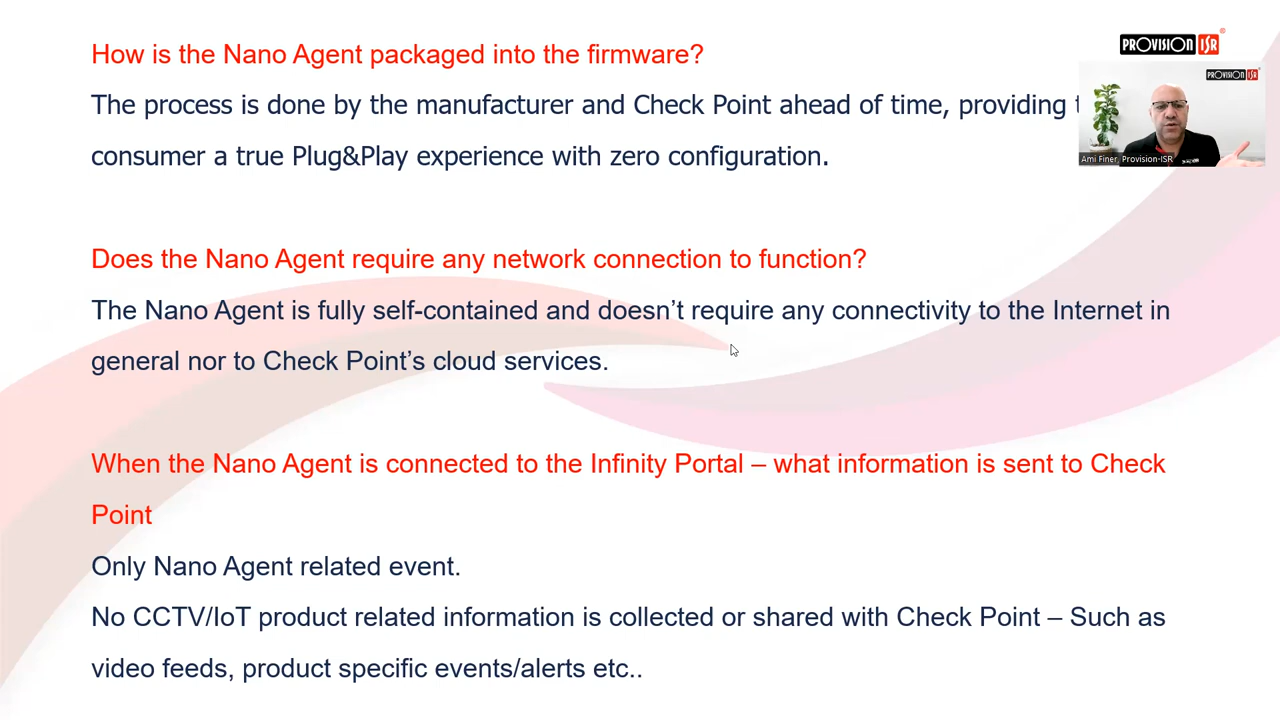 How is the Nano Agent packaged into the firmware?
PROVISION ISR
PROVISION ISR
The process is done by the manufacturer and Check Point ahead of time, providing
consumer a true Plug&Play experience with zero configuration.
Ami Finer, Provision-ISR
Does the Nano Agent require any network connection to function?
The Nano Agent is fully self-contained and doesn’t require any connectivity to the Internet in
general nor to Check Point’s cloud services.
When the Nano Agent is connected to the Infinity Portal – what information is sent to Check
Point
Only Nano Agent related event.
No CCTV/IoT product related information is collected or shared with Check Point – Such as
video feeds, product specific events/alerts etc..